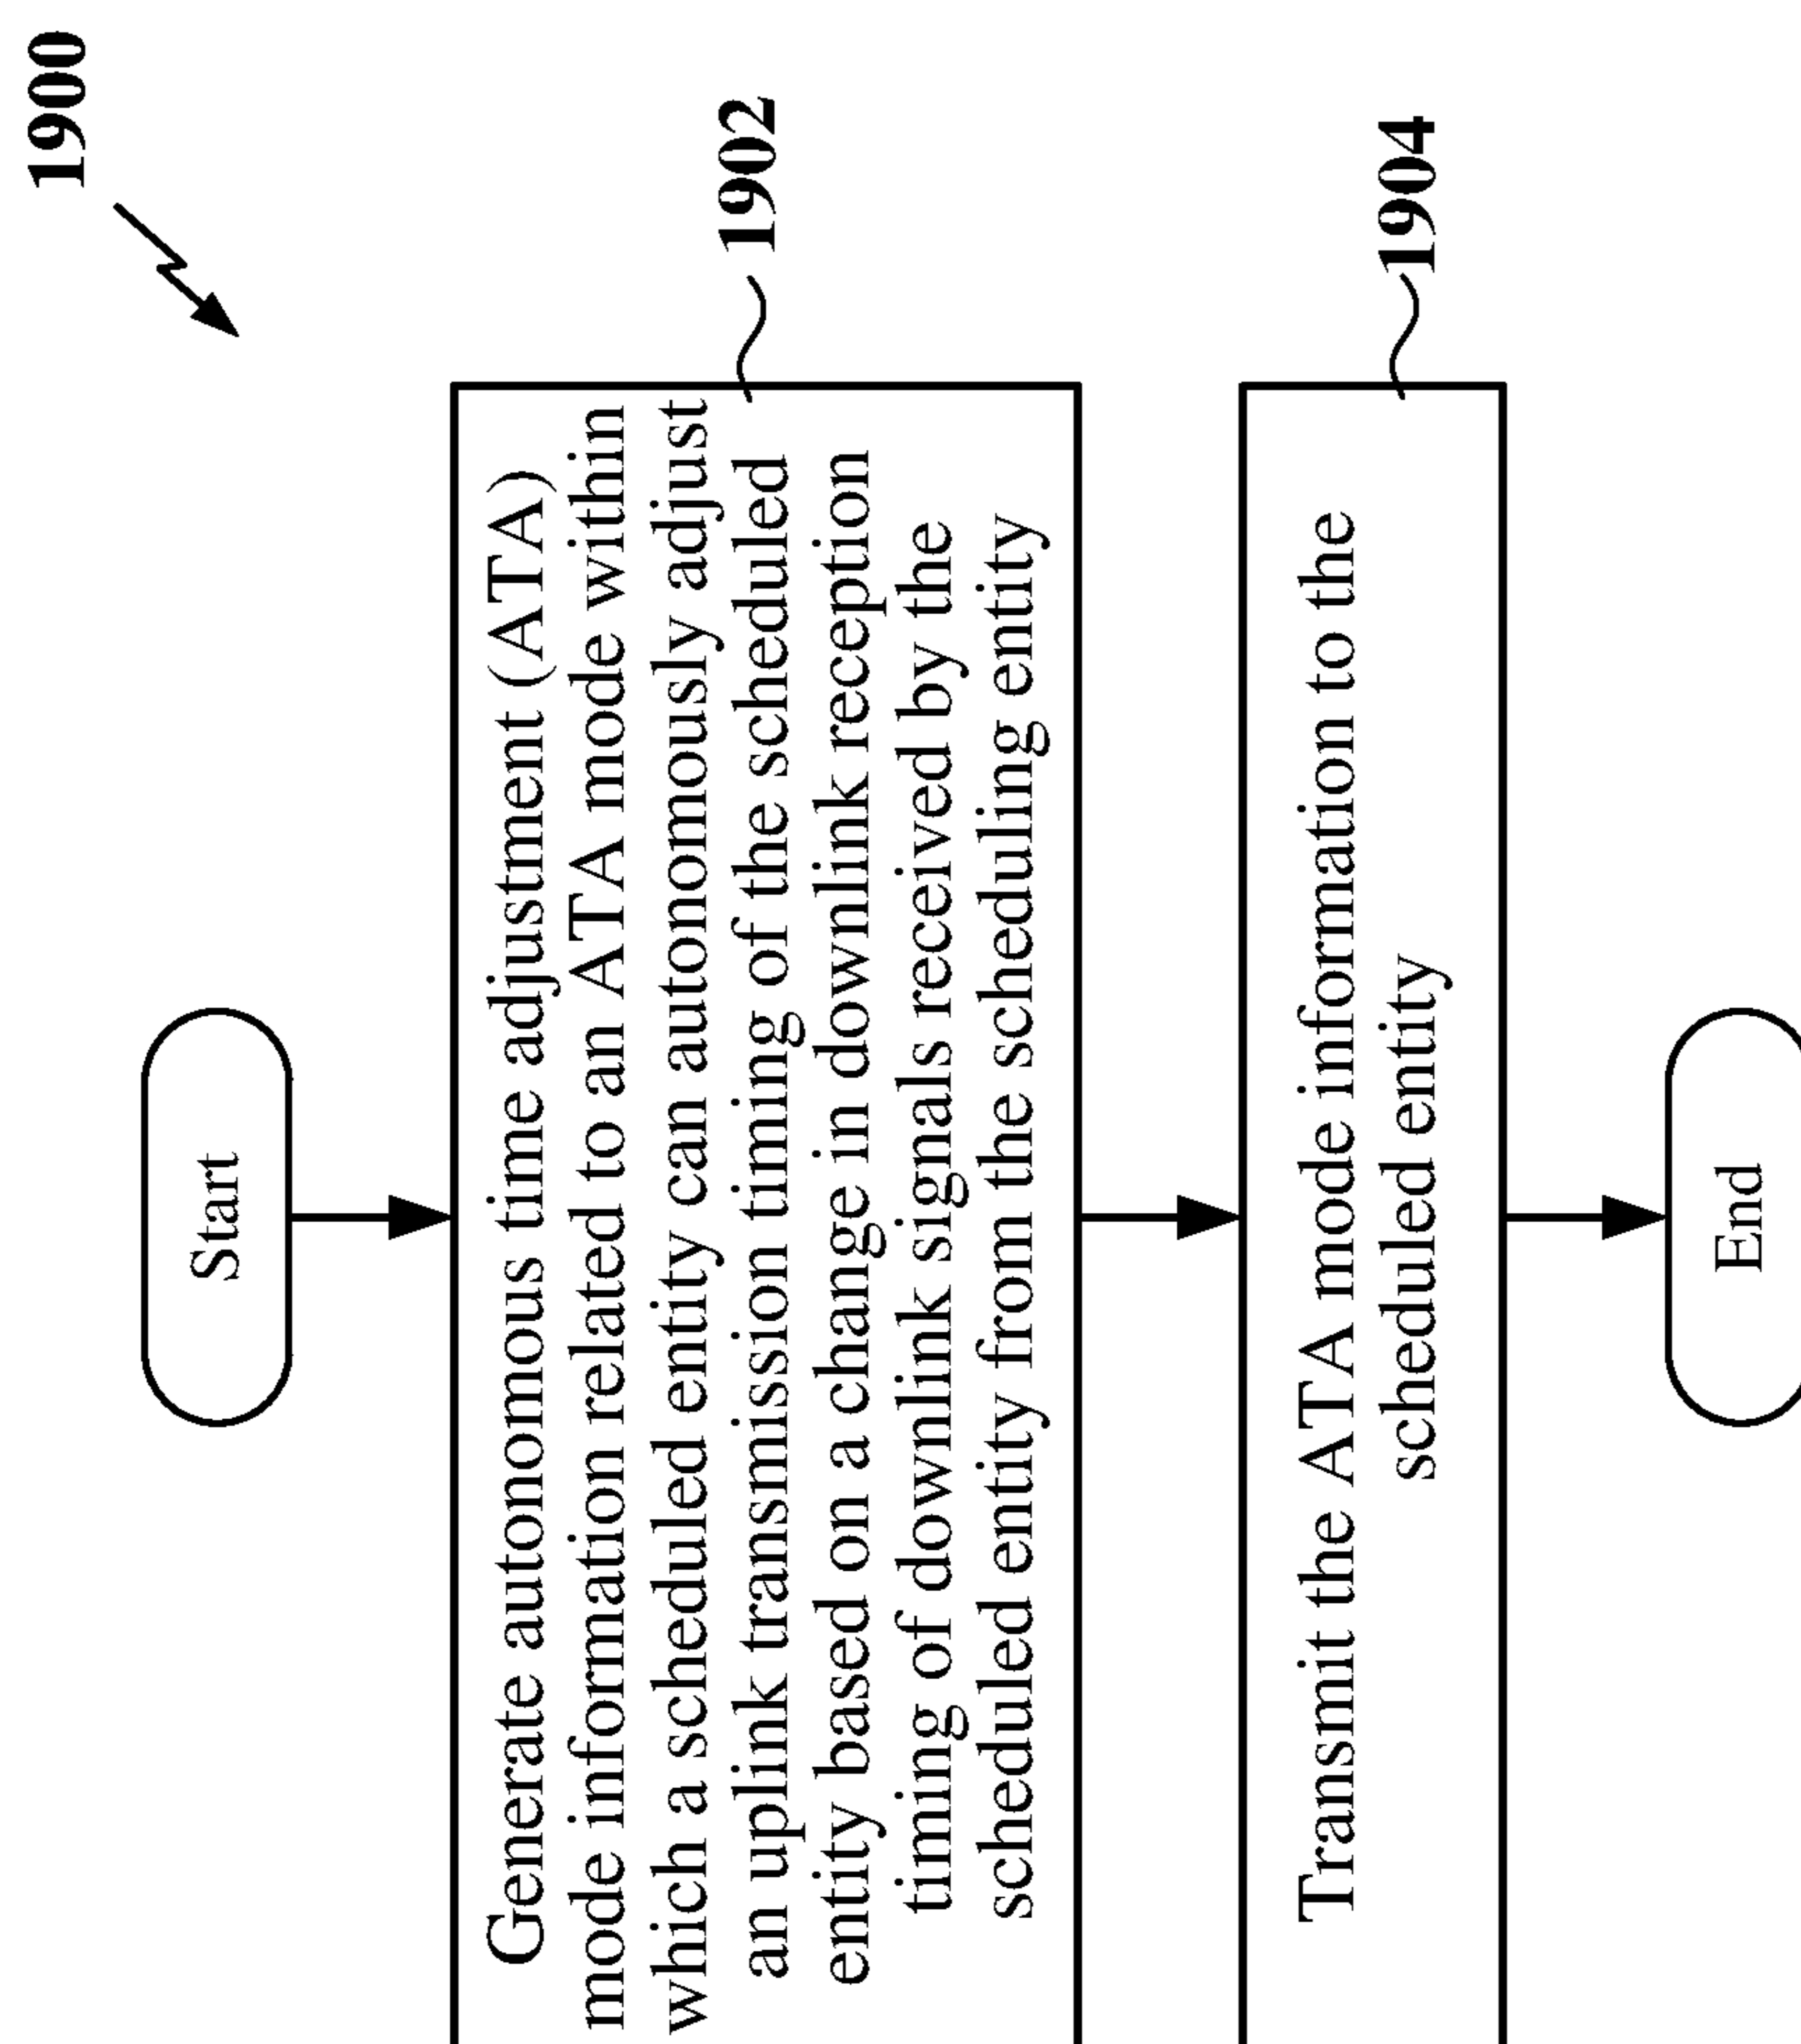 1900
Start
Generate autonomous time adjustment (ATA)
mode information related to an ATA mode within
which a scheduled entity can autonomously adjust
an uplink transmission timing of the scheduled
entity based on a change in downlink reception
timing of downlink signals received by the
scheduled entity from the scheduling entity
1902
Transmit the ATA mode information to the
scheduled entity
1904
End